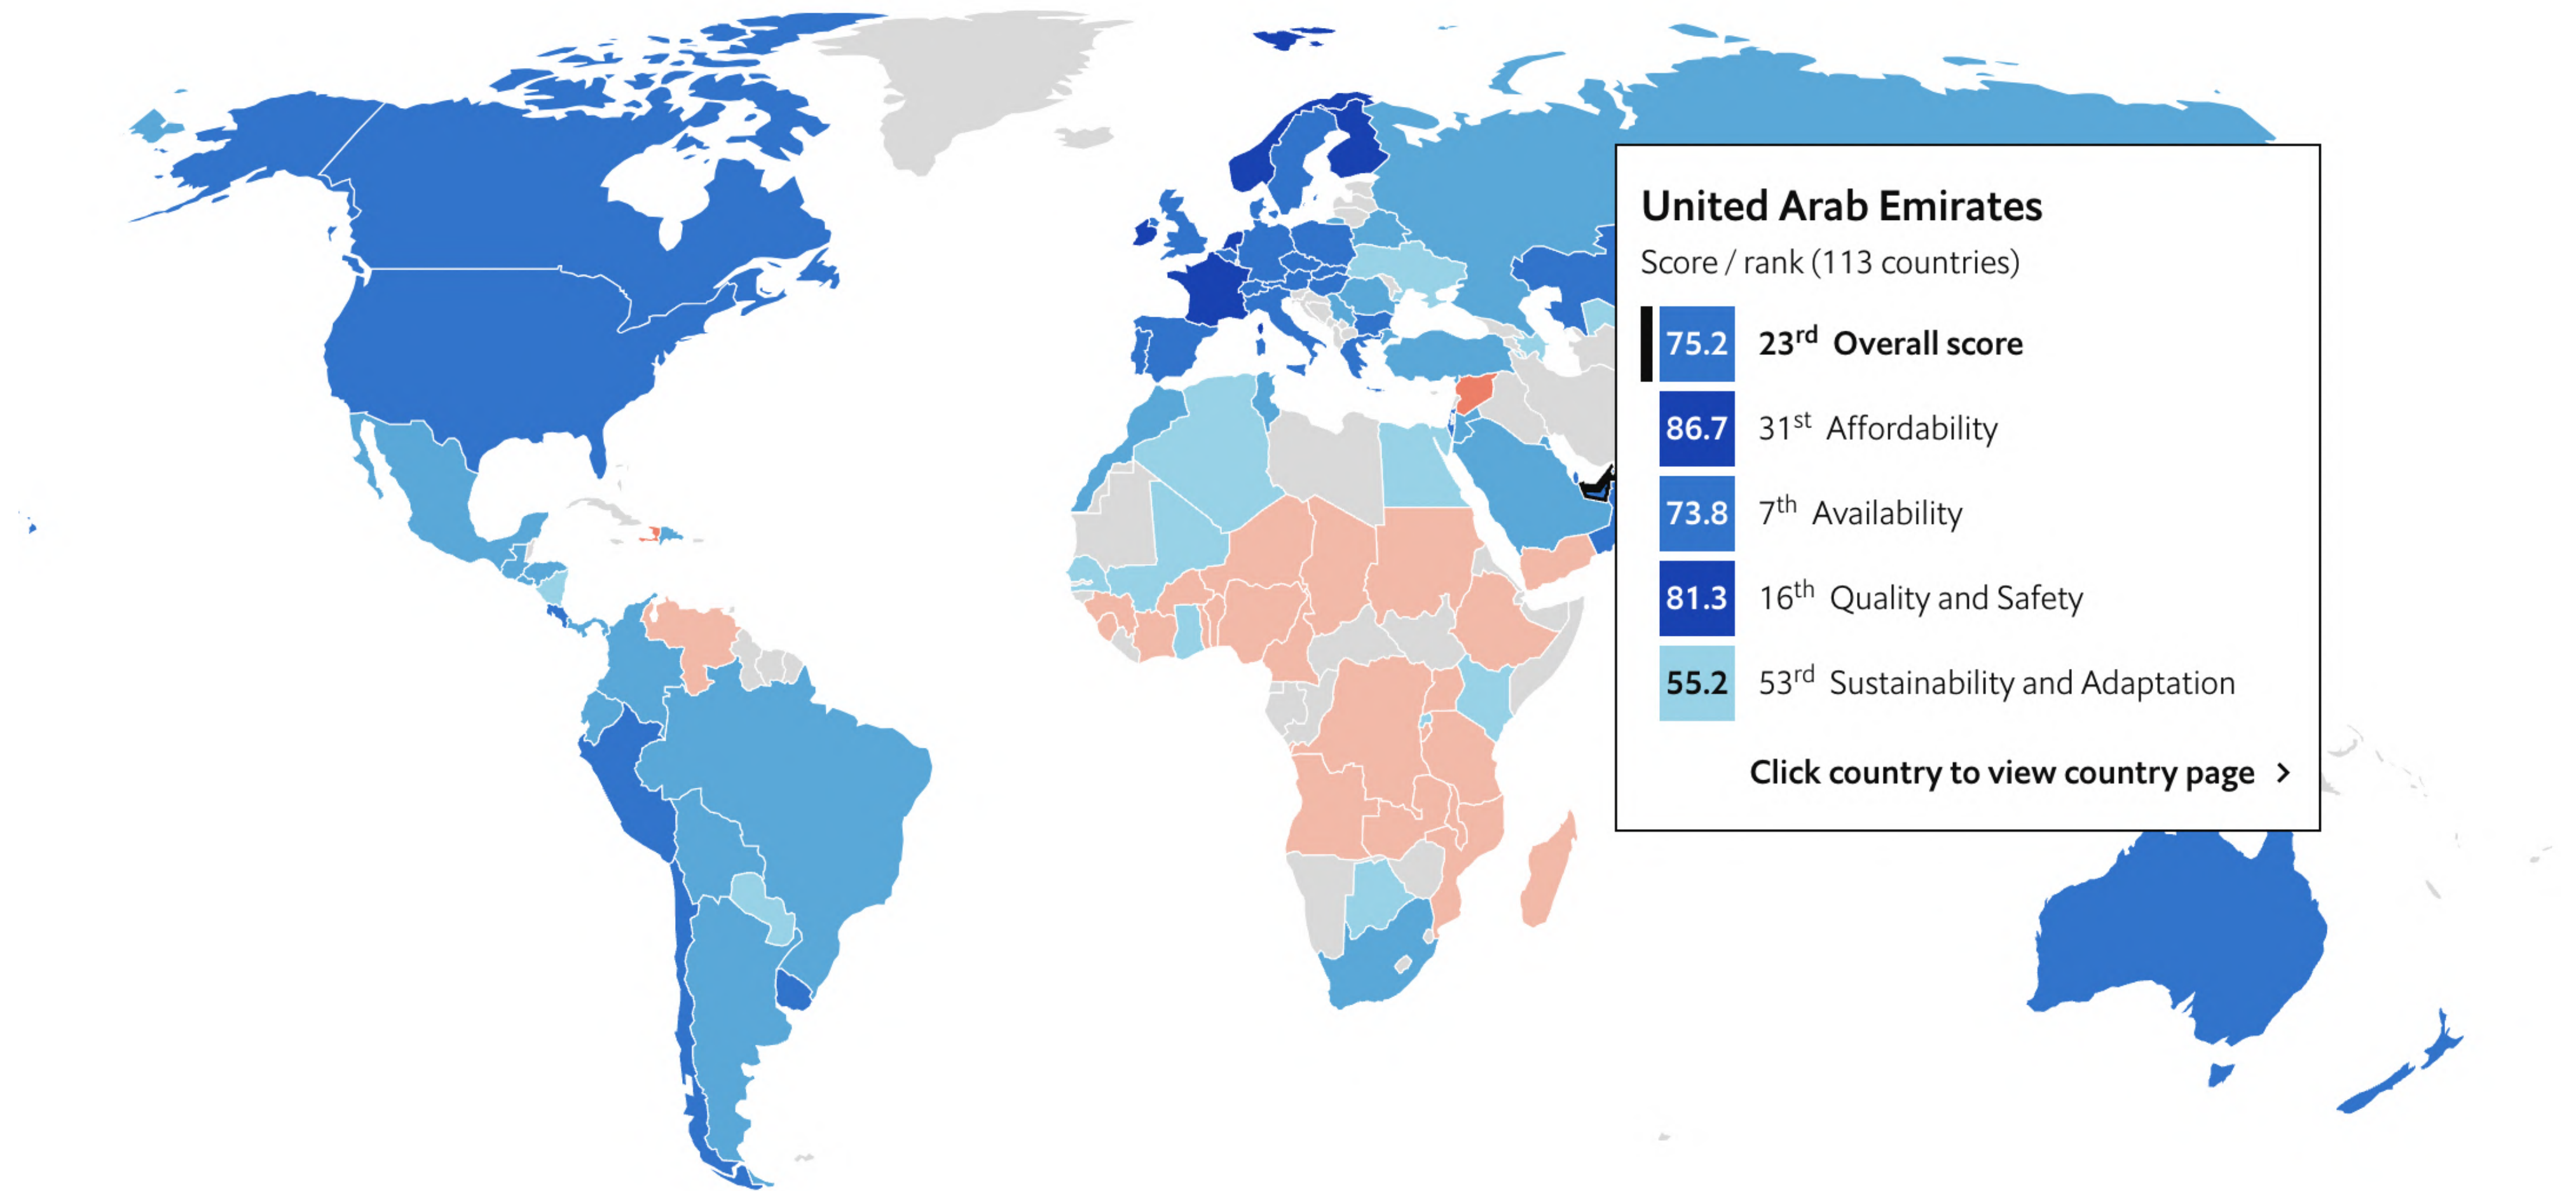 United Arab Emirates
Score / rank (113 countries)
75.2 23rd Overall score
86.7 31st Affordability
73.8 7th Availability
81.3 16th Quality and Safety
55.2 53rd Sustainability and Adaptation
Click country to view country page >